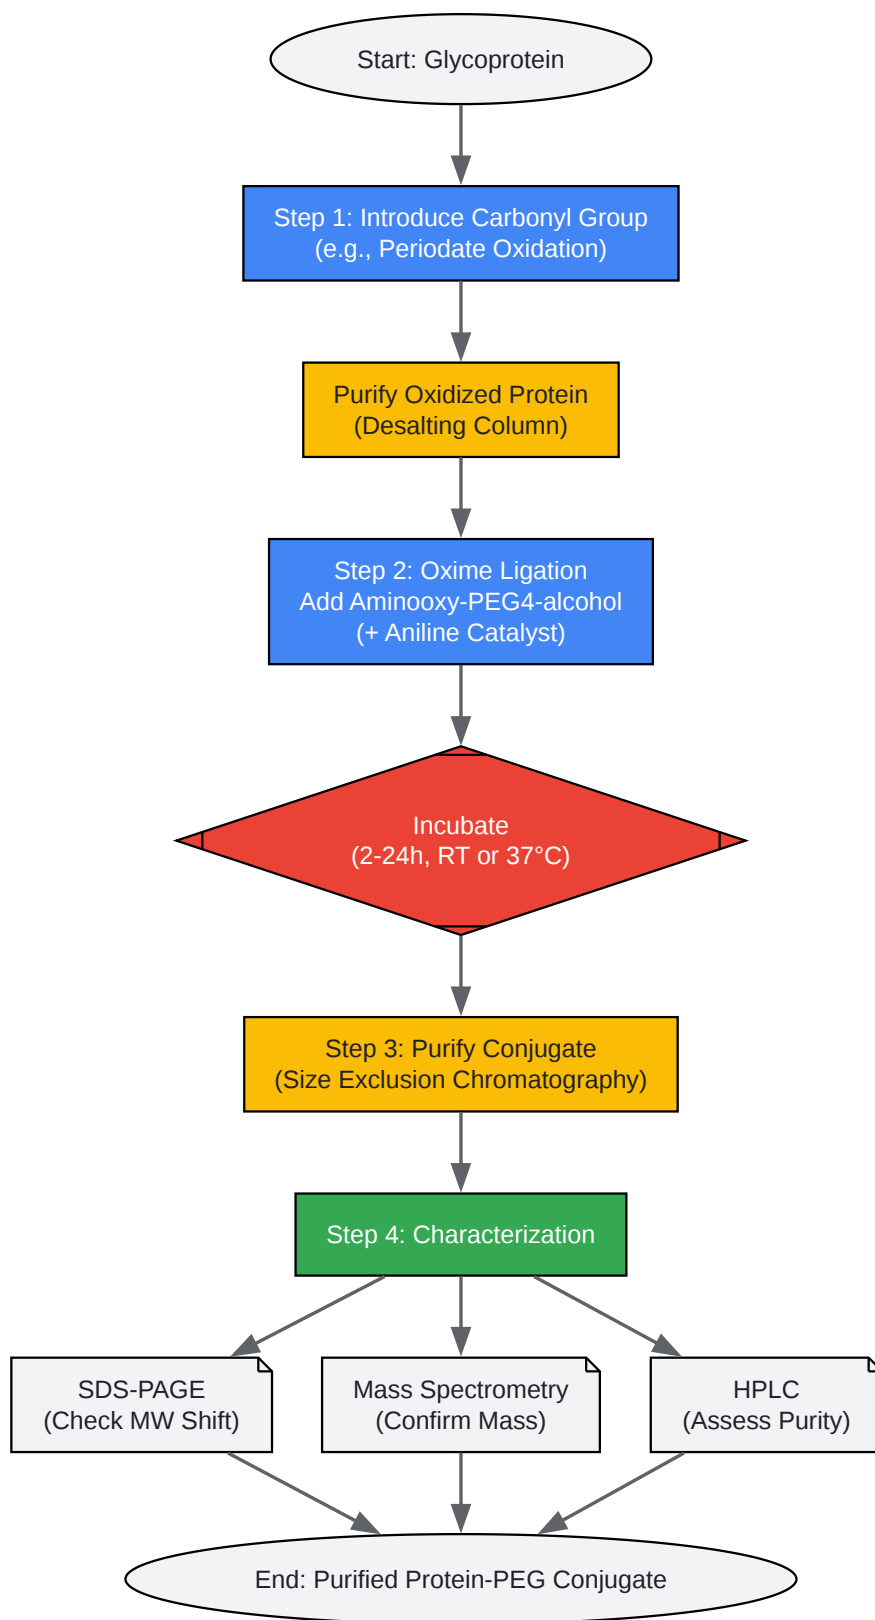 Start: Glycoprotein
Step 1: Introduce Carbonyl Group
(e.g., Periodate Oxidation)
Purify Oxidized Protein
(Desalting Column)
Step 2: Oxime Ligation
Add Aminooxy-PEG4-alcohol
(+ Aniline Catalyst)
Incubate
(2-24h, RT or 37°C)
Step 3: Purify Conjugate
(Size Exclusion Chromatography)
Step 4: Characterization
SDS-PAGE
(Check MW Shift)
Mass Spectrometry
(Confirm Mass)
HPLC
(Assess Purity)
End: Purified Protein-PEG Conjugate